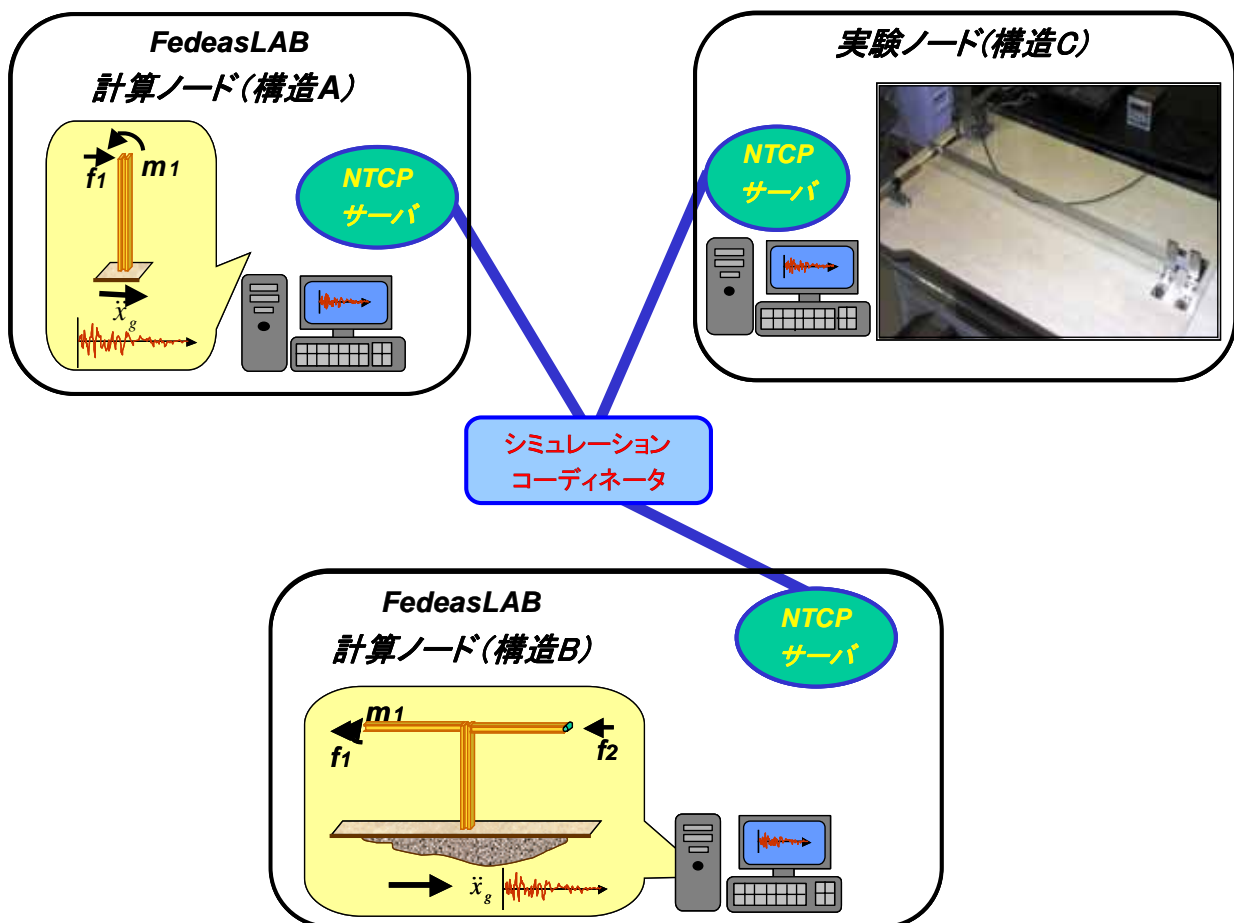 FedeasLAB
計算ノード(構造A)
f1
m1
ẍg
NTCP
サーバ
実験ノード(構造C)
NTCP
サーバ
シミュレーション
コーディネータ
FedeasLAB
計算ノード(構造B)
NTCP
サーバ
m1
f1
f2
ẍg